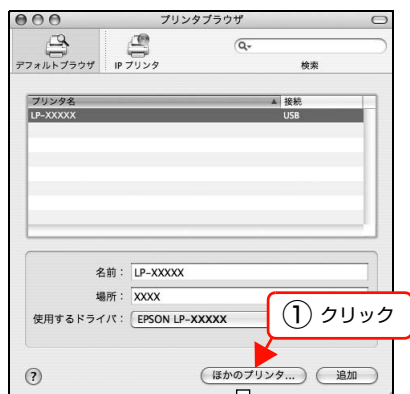 プリンタブラウザ
デフォルトブラウザ IP プリンタ 検索
プリンタ名 接続
LP-XXXXX USB
名前： LP-XXXXX
場所： XXXX
使用するドライバ： EPSON LP-XXXXX
① クリック
? ほかのプリンタ... 追加